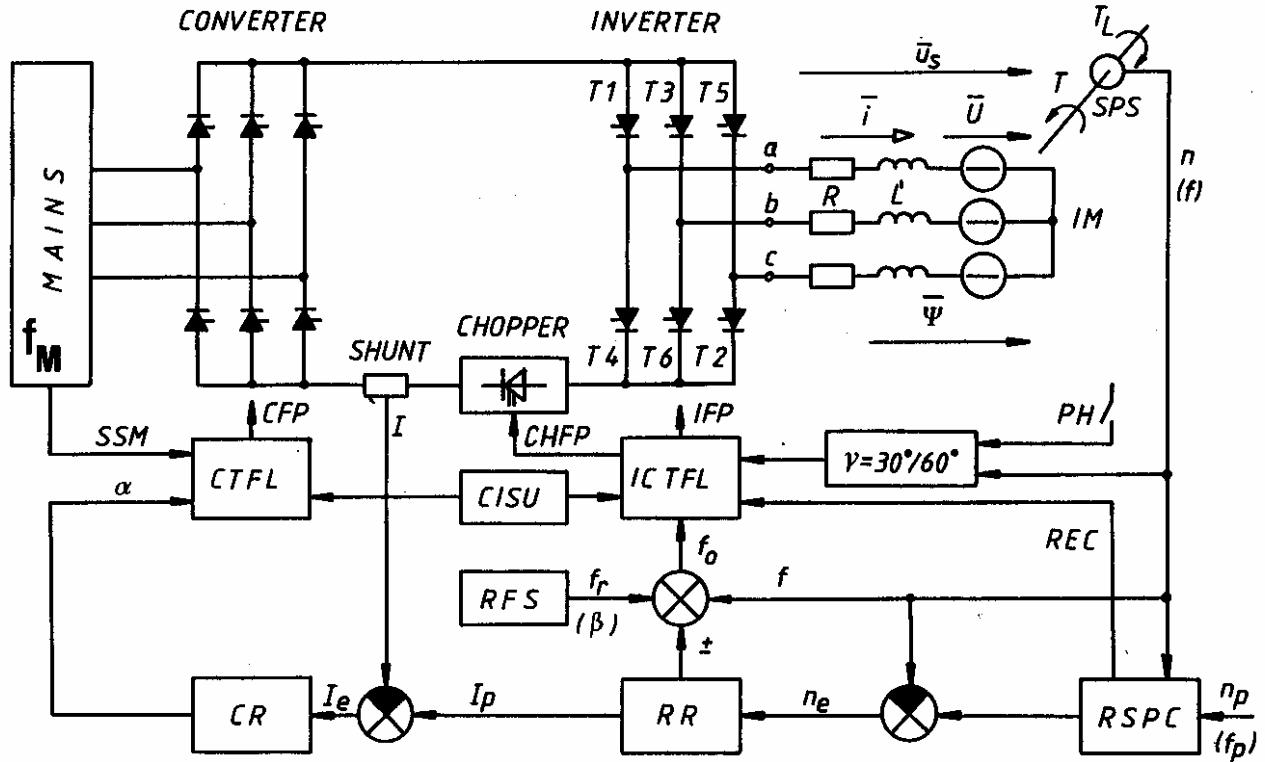 CONVERTER
INVERTER
T_L
ū_s
T1 T3 T5
T
SPS
i̅
U̅
MAINS
a
n
(f)
R
L'
b
IM
c
Ψ̅
f_M
CHOPPER
SHUNT
T4 T6 T2
CFP
I
IFP
PH
SSM
CHFP
CTFL
ICTFL
γ=30°/60°
α
CISU
REC
f_o
RFS
f_r
(β)
f
±
CR
I_e
I_p
RR
n_e
RSPC
n_p
(f_p)